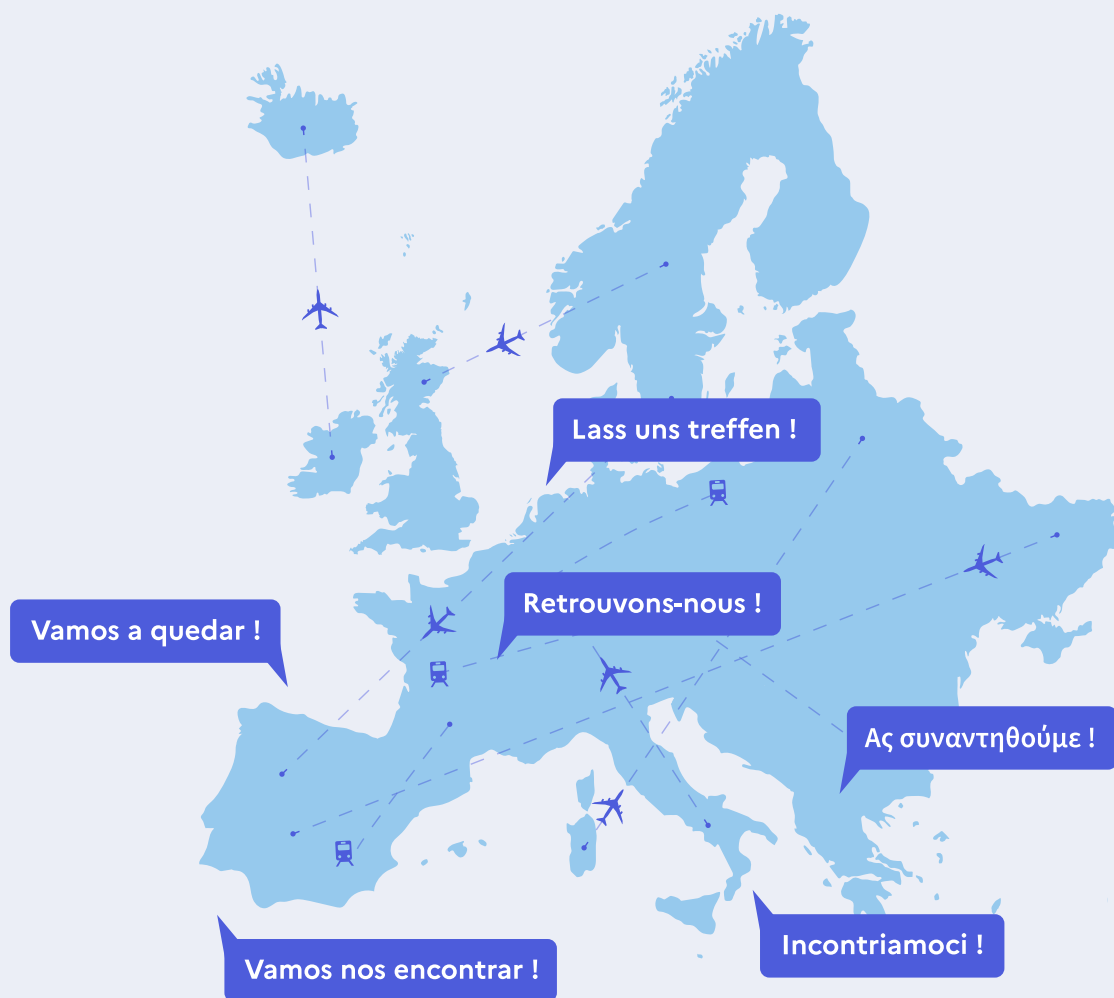 Lass uns treffen !
Retrouvons-nous !
Vamos a quedar !
Ας συναντηθούμε !
Incontriamoci !
Vamos nos encontrar !